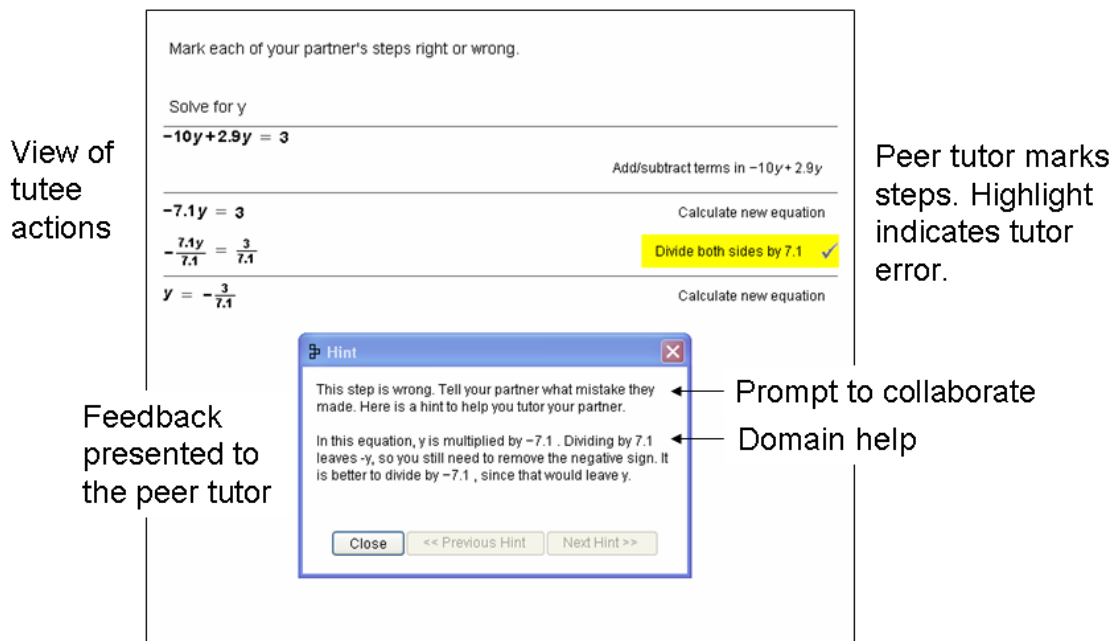 Mark each of your partner's steps right or wrong.
Solve for y
−10y+2.9y = 3
Add/subtract terms in −10y+2.9y
−7.1y = 3
Calculate new equation
−7.1y/7.1 = 3/7.1
Divide both sides by 7.1 ✓
y = −3/7.1
Calculate new equation
View of
tutee
actions
Peer tutor marks
steps. Highlight
indicates tutor
error.
Hint
This step is wrong. Tell your partner what mistake they
made. Here is a hint to help you tutor your partner.
In this equation, y is multiplied by −7.1 . Dividing by 7.1
leaves -y, so you still need to remove the negative sign. It
is better to divide by −7.1 , since that would leave y.
Close
<< Previous Hint
Next Hint >>
Prompt to collaborate
Domain help
Feedback
presented to
the peer tutor